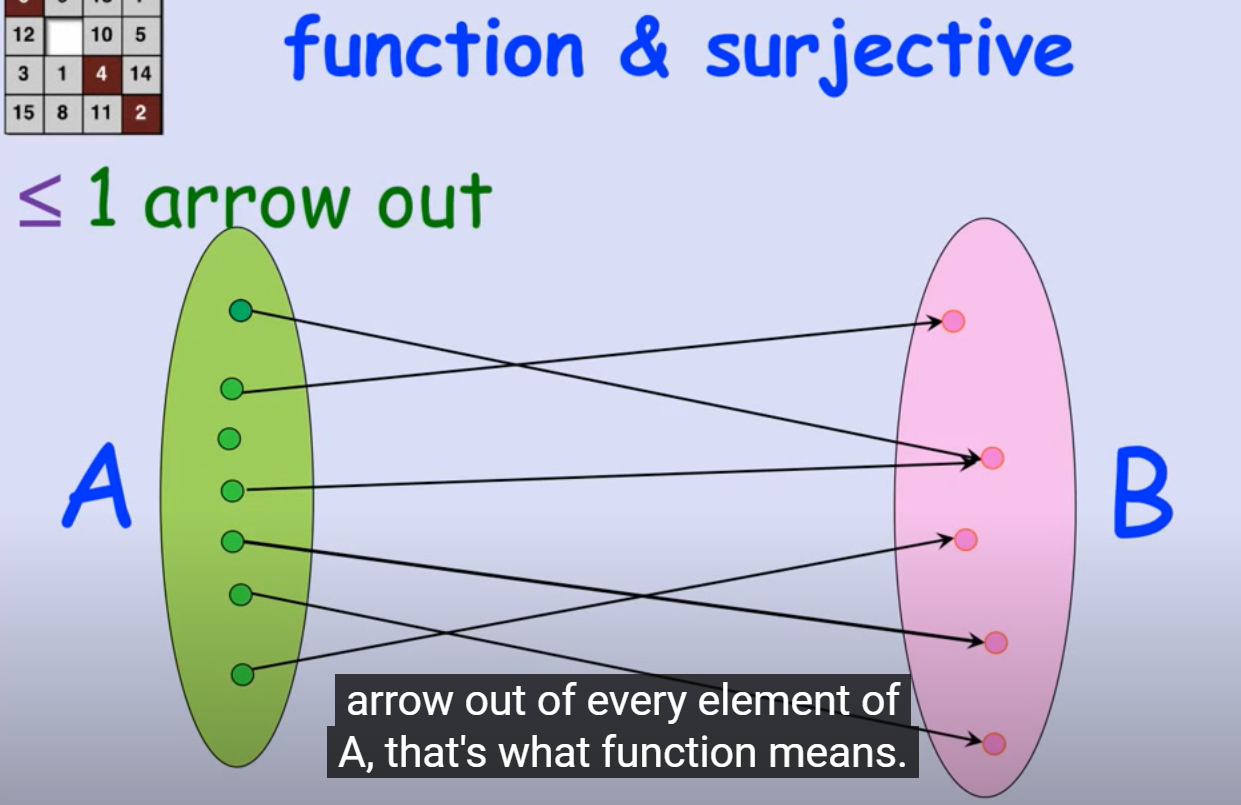 12 10 5
3 1 4 14
15 8 11 2
function & surjective
≤ 1 arrow out
A
B
arrow out of every element of
A, that's what function means.